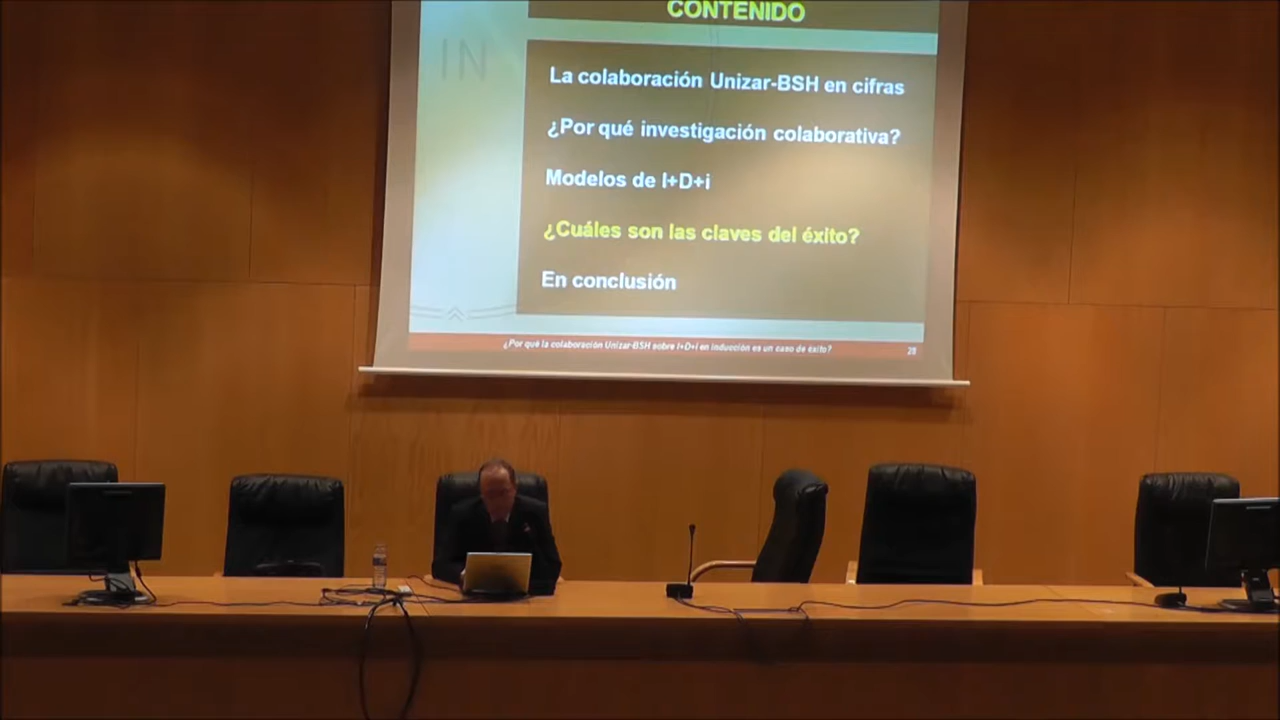 CONTENIDO
IN
La colaboración Unizar-BSH en cifras
¿Por qué investigación colaborativa?
Modelos de I+D+i
¿Cuáles son las claves del éxito?
En conclusión
¿Por qué la colaboración Unizar-BSH sobre I+D+i en inducción es un caso de éxito?
28